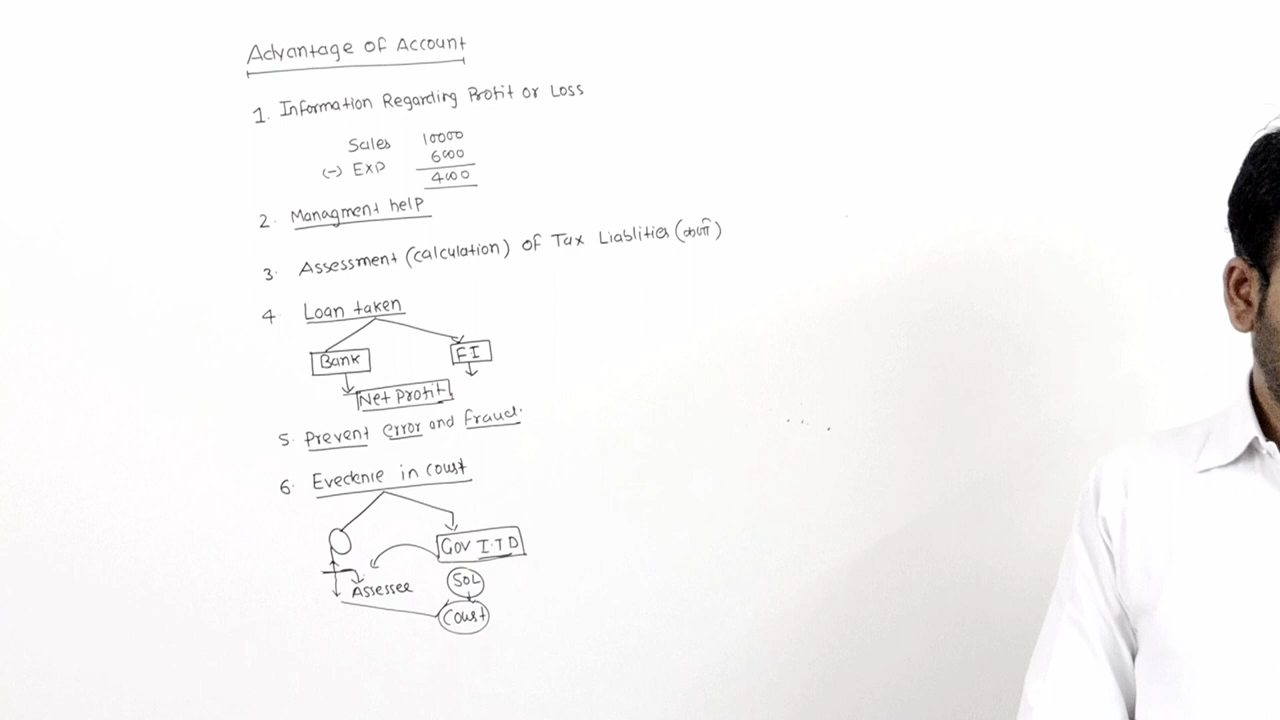 Advantage of Account
1. Information Regarding Profit or Loss
Sales 10000
(-) EXP 6000
4000
2. Managment help
3. Assessment (calculation) of Tax Liablities
4. Loan taken
Bank FI
Net Profit
5. Prevent error and fraud.
6. Evedenie in court
Gov I.T D
Assessee
SOL
Court